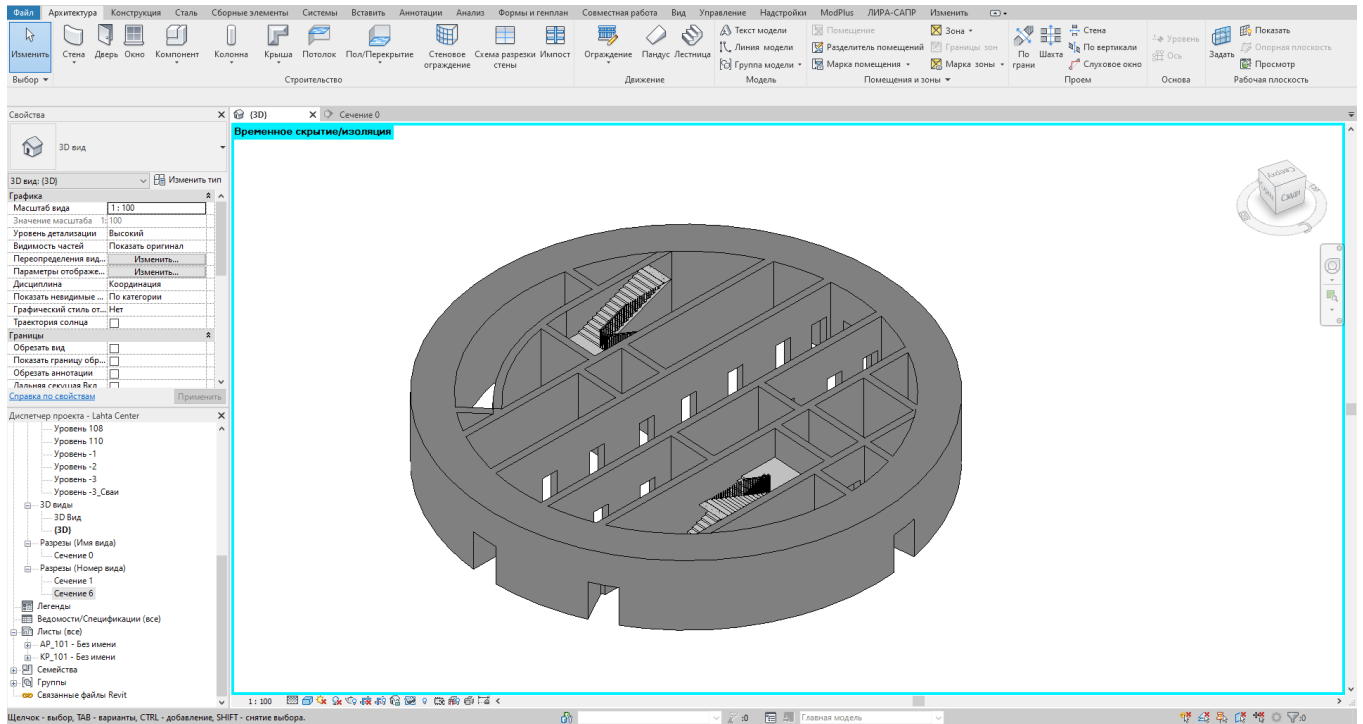 Файл Архитектура Конструкция Сталь Сборные элементы Системы Вставить Аннотации Анализ Формы и генплан Совместная работа Вид Управление Надстройки ModPlus ЛИРА-САПР Изменить
Изменить Стена Дверь Окно Компонент Колонна Крыша Потолок Пол/Перекрытие Стеновое ограждение Схема разрезки стены Импост Ограждение Пандус Лестница
A Текст модели
Линия модели
Группа модели
Помещение
Разделитель помещений
Марка помещения
Зона
Границы зон
Марка зоны
По грани
Шахта
Стена
По вертикали
Слуховое окно
Уровень
Ось
Задать
Показать
Опорная плоскость
Просмотр
Выбор Строительство Движение Модель Помещения и зоны Проем Основа Рабочая плоскость
Свойства
{3D}
Сечение 0
Временное скрытие/изоляция
3D вид
3D вид: {3D}
Изменить тип
Графика
Масштаб вида 1 : 100
Значение масштаба 1: 100
Уровень детализации Высокий
Видимость частей Показать оригинал
Переопределения вид... Изменить...
Параметры отображе... Изменить...
Дисциплина Координация
Показать невидимые ... По категории
Графический стиль от... Нет
Траектория солнца
Границы
Обрезать вид
Показать границу обр...
Обрезать аннотации
Дальняя секущая Вкл
Справка по свойствам Применить
Диспетчер проекта - Lahta Center
Уровень 108
Уровень 110
Уровень -1
Уровень -2
Уровень -3
Уровень -3_Сваи
3D виды
3D Вид
{3D}
Разрезы (Имя вида)
Сечение 0
Разрезы (Номер вида)
Сечение 1
Сечение 6
Легенды
Ведомости/Спецификации (все)
Листы (все)
АР_101 - Без имени
КР_101 - Без имени
Семейства
Группы
Связанные файлы Revit
1 : 100
Щелчок - выбор, TAB - варианты, CTRL - добавление, SHIFT - снятие выбора.
:0
Главная модель
:0